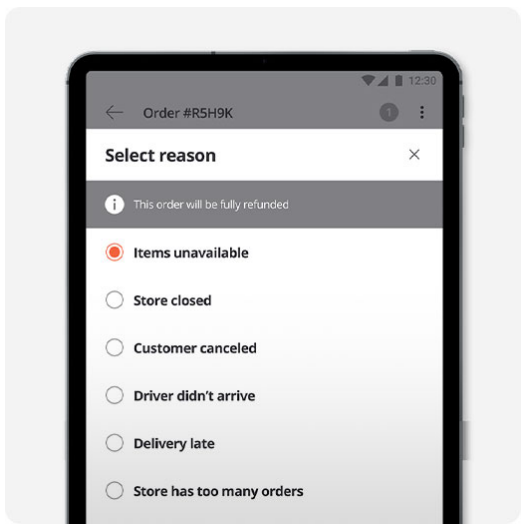 12:30
Order #R5H9K
1
Select reason
This order will be fully refunded
Items unavailable
Store closed
Customer canceled
Driver didn't arrive
Delivery late
Store has too many orders